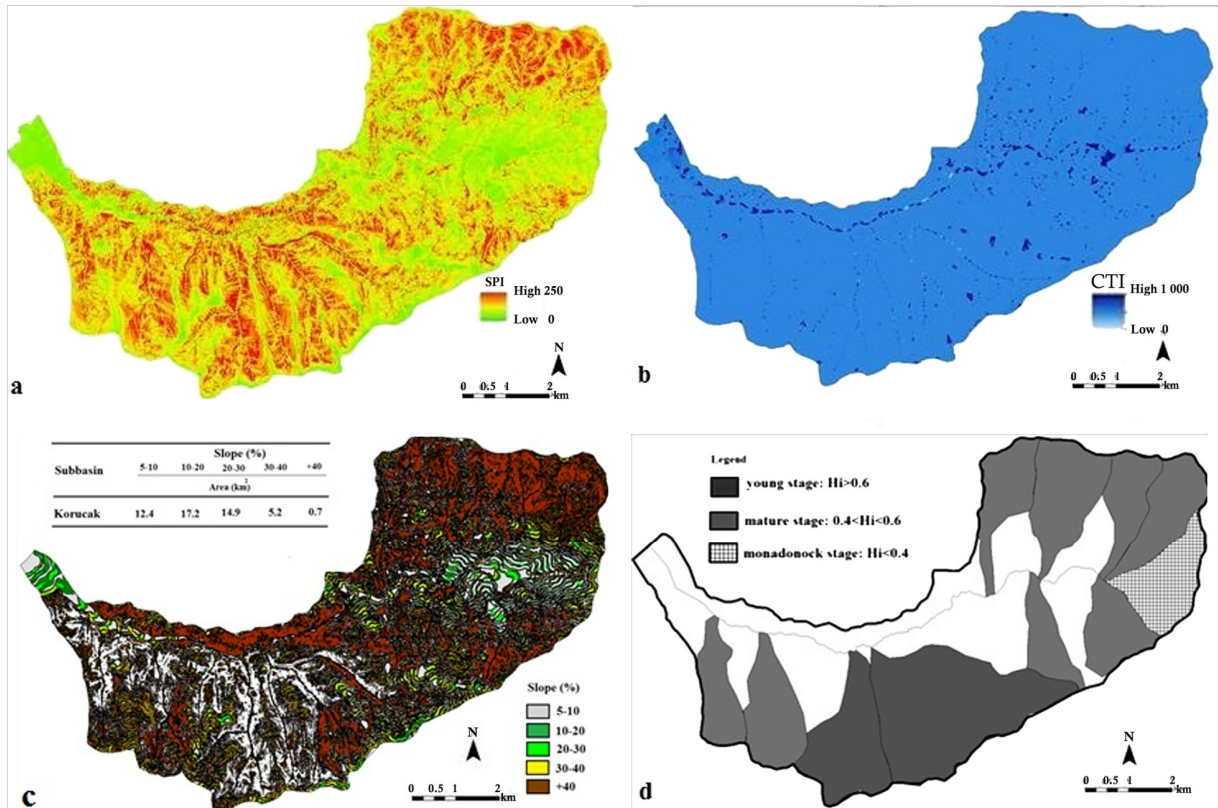 SPI
High 250
Low 0
N
0 0.5 1 2
km
a
CTI
High 1 000
Low 0
N
0 0.5 1 2
km
b
Slope (%)
Subbasin 5-10 10-20 20-30 30-40 +40
Area (km²)
Korucak 12.4 17.2 14.9 5.2 0.7
Slope (%)
5-10
10-20
20-30
30-40
+40
N
0 0.5 1 2
km
c
Legend
young stage: Hi>0.6
mature stage: 0.4<Hi<0.6
monadonock stage: Hi<0.4
N
0 0.5 1 2
km
d